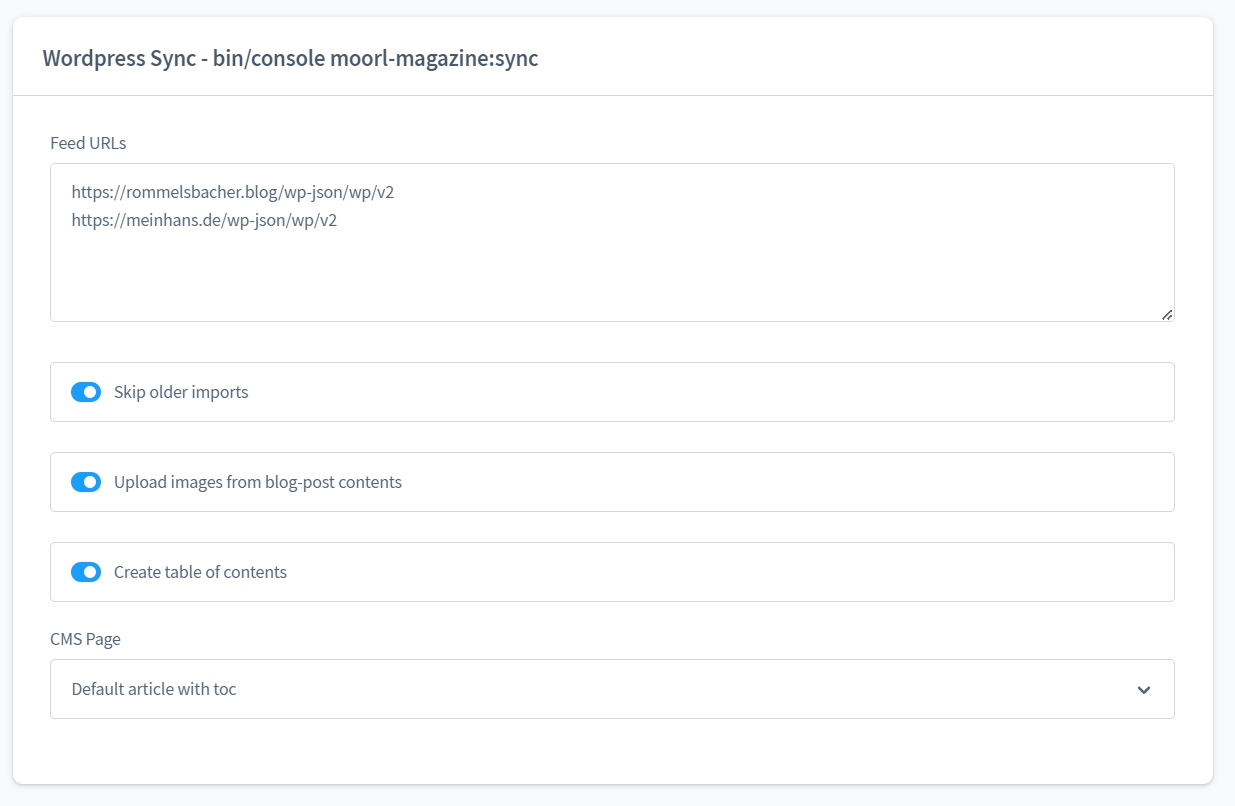 Wordpress Sync - bin/console moorl-magazine:sync
Feed URLs
https://rommelsbacher.blog/wp-json/wp/v2
https://meinhans.de/wp-json/wp/v2
Skip older imports
Upload images from blog-post contents
Create table of contents
CMS Page
Default article with toc